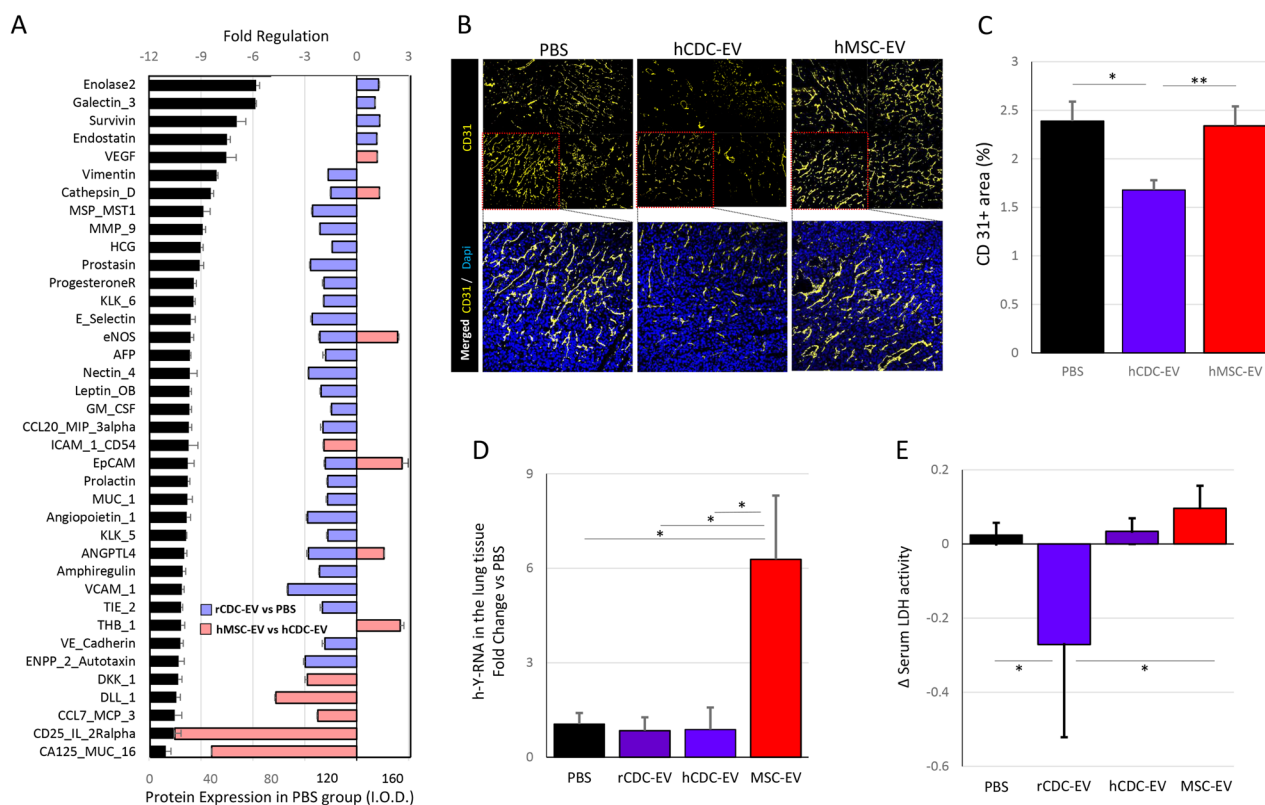 A
Fold Regulation
-12 -9 -6 -3 0 3
Enolase2
Galectin_3
Survivin
Endostatin
VEGF
Vimentin
Cathepsin_D
MSP_MST1
MMP_9
HCG
Prostasin
ProgesteroneR
KLK_6
E_Selectin
eNOS
AFP
Nectin_4
Leptin_OB
GM_CSF
CCL20_MIP_3alpha
ICAM_1_CD54
EpCAM
Prolactin
MUC_1
Angiopoietin_1
KLK_5
ANGPTL4
Amphiregulin
VCAM_1
TIE_2
THB_1
VE_Cadherin
ENPP_2_Autotaxin
DKK_1
DLL_1
CCL7_MCP_3
CD25_IL_2Ralpha
CA125_MUC_16
rCDC-EV vs PBS
hMSC-EV vs hCDC-EV
0 40 80 120 160
Protein Expression in PBS group (I.O.D.)
B
PBS hCDC-EV hMSC-EV
CD31
Merged CD31 / Dapi
C
CD 31+ area (%)
3
2.5
2
1.5
1
0.5
0
* **
PBS hCDC-EV hMSC-EV
D
h-Y-RNA in the lung tissue
Fold Change vs PBS
9
6
3
0
*
*
*
PBS rCDC-EV hCDC-EV MSC-EV
E
Δ Serum LDH activity
0.2
0
-0.2
-0.4
-0.6
* *
PBS rCDC-EV hCDC-EV MSC-EV